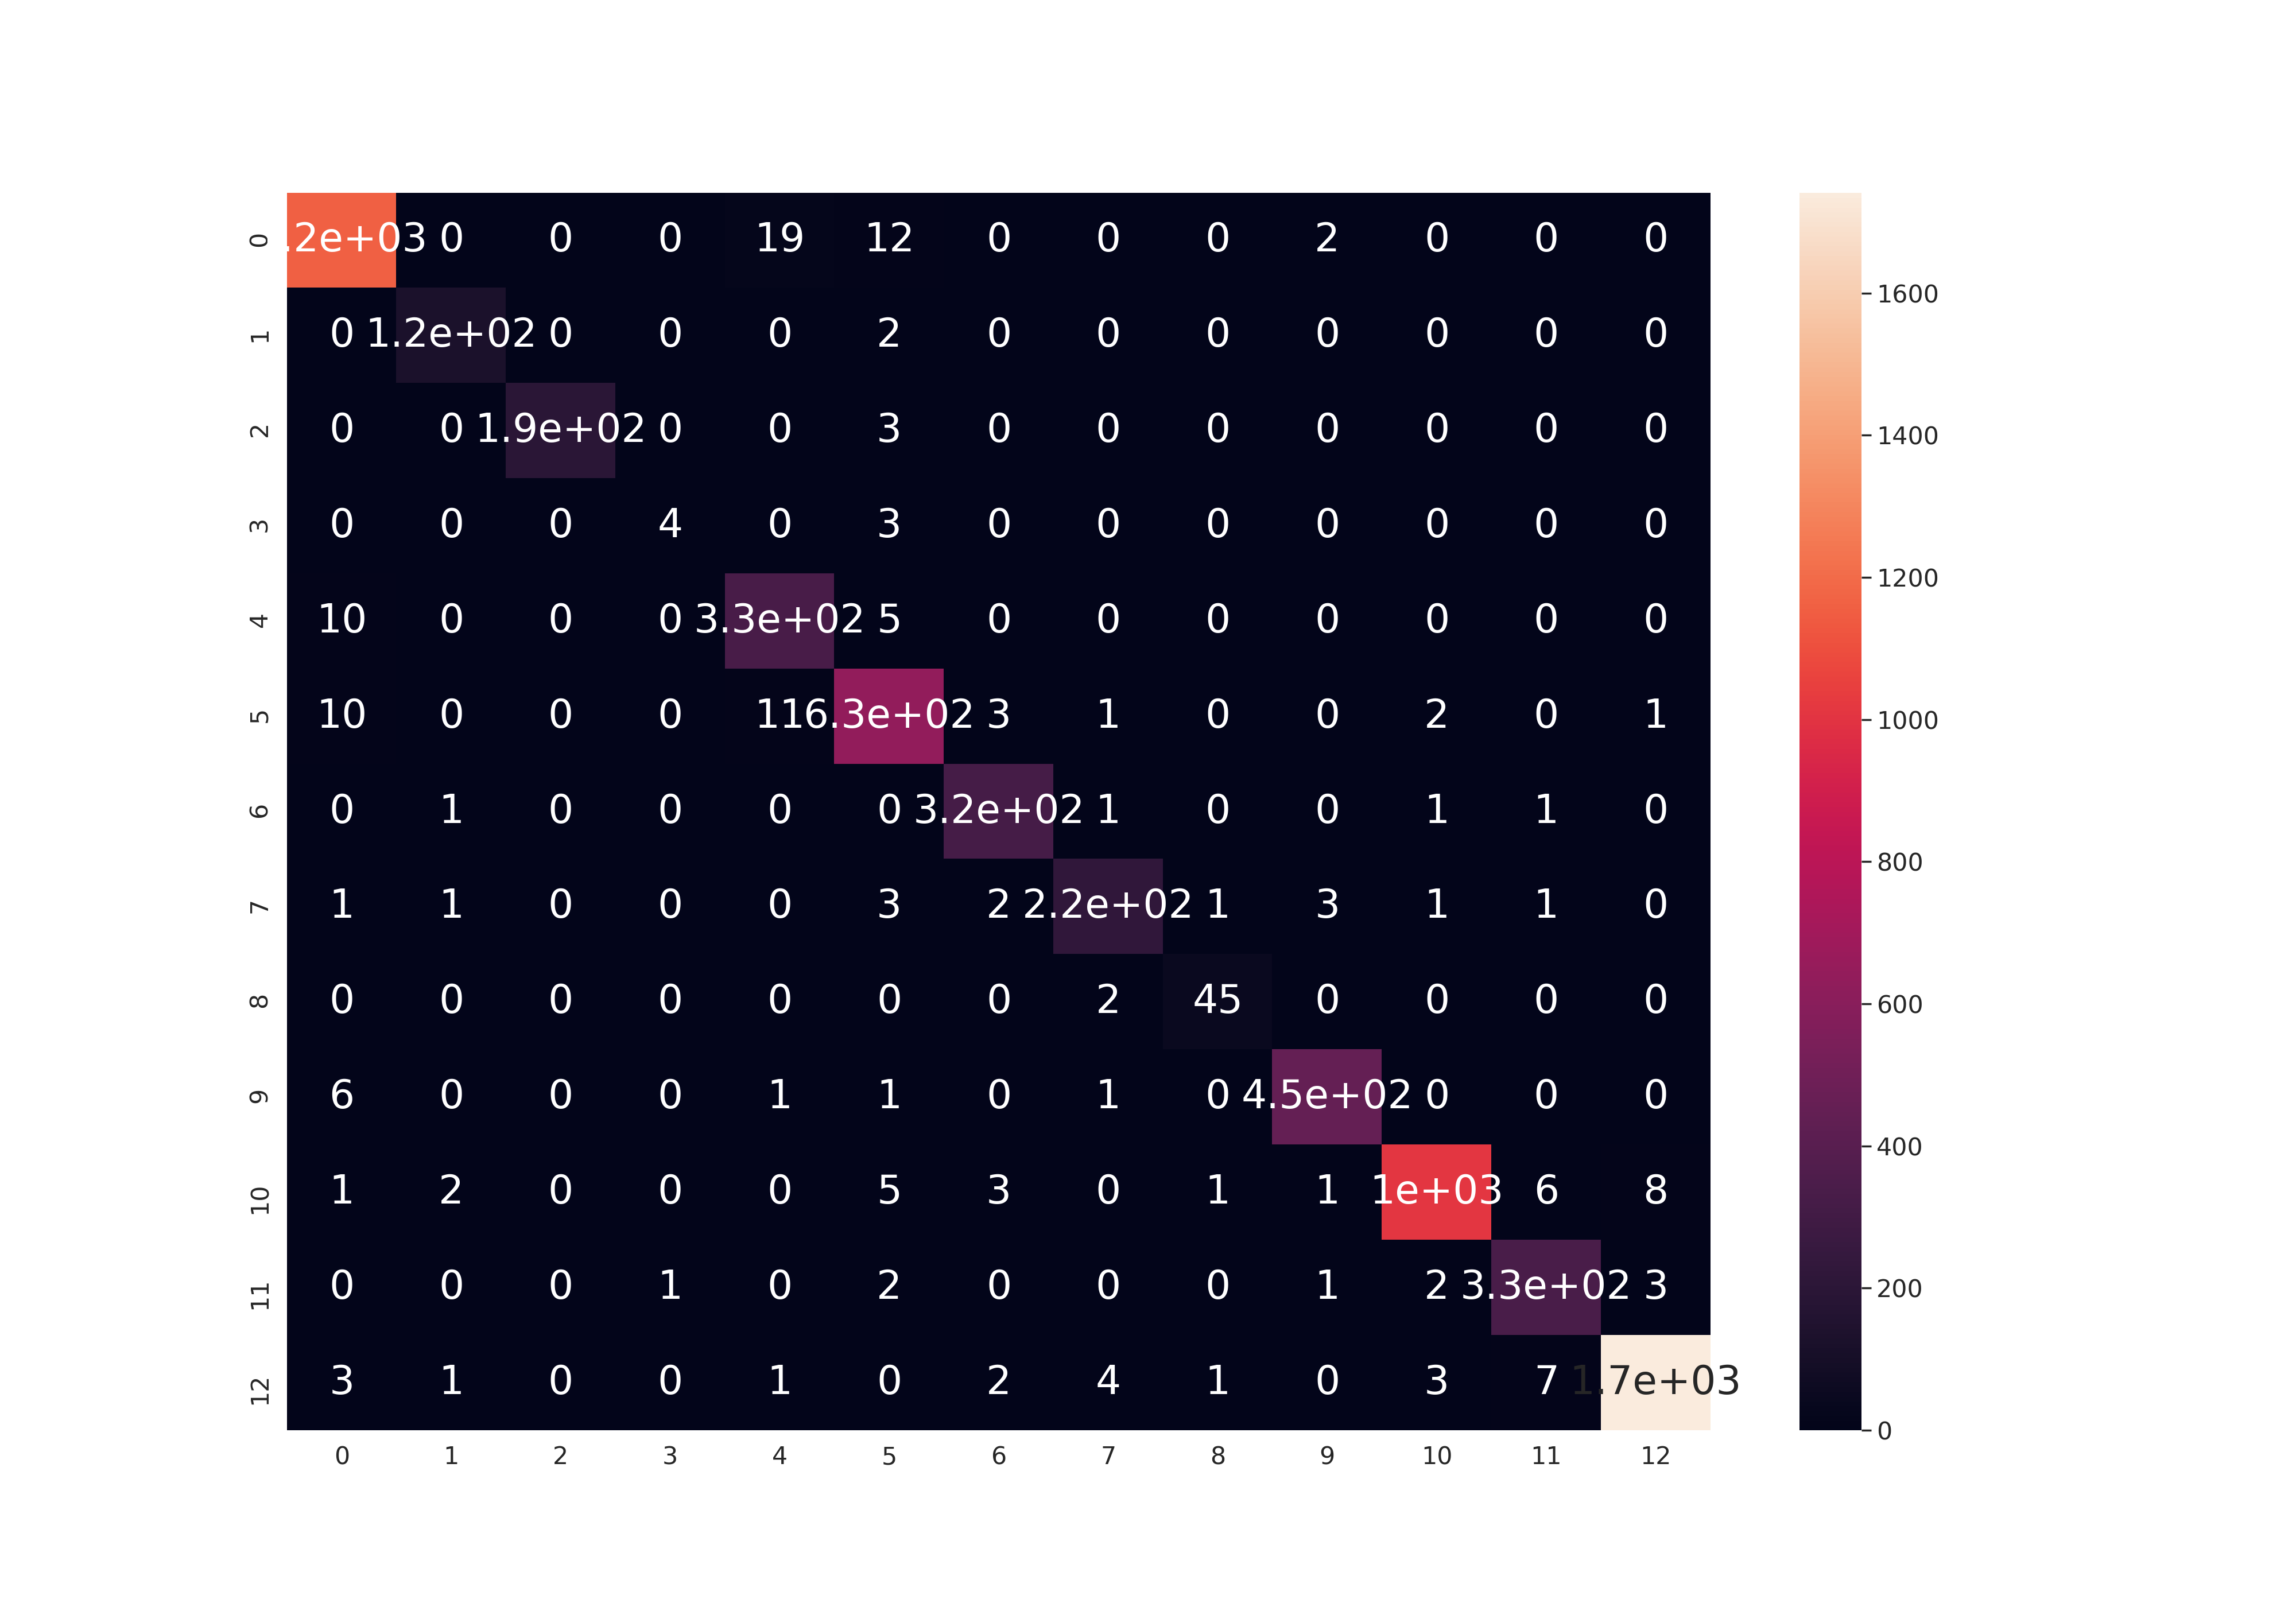 0 .2e+03 0 0 0 19 12 0 0 0 2 0 0 0
1 0 1.2e+02 0 0 0 2 0 0 0 0 0 0 0
2 0 0 1.9e+02 0 0 3 0 0 0 0 0 0 0
3 0 0 0 4 0 3 0 0 0 0 0 0 0
4 10 0 0 0 3.3e+02 5 0 0 0 0 0 0 0
5 10 0 0 0 11 6.3e+02 3 1 0 0 2 0 1
6 0 1 0 0 0 0 3.2e+02 1 0 0 1 1 0
7 1 1 0 0 0 3 2 2.2e+02 1 3 1 1 0
8 0 0 0 0 0 0 0 2 45 0 0 0 0
9 6 0 0 0 1 1 0 1 0 4.5e+02 0 0 0
10 1 2 0 0 0 5 3 0 1 1 1e+03 6 8
11 0 0 0 1 0 2 0 0 0 1 2 3.3e+02 3
12 3 1 0 0 1 0 2 4 1 0 3 7 1.7e+03
0 1 2 3 4 5 6 7 8 9 10 11 12
1600
1400
1200
1000
800
600
400
200
0